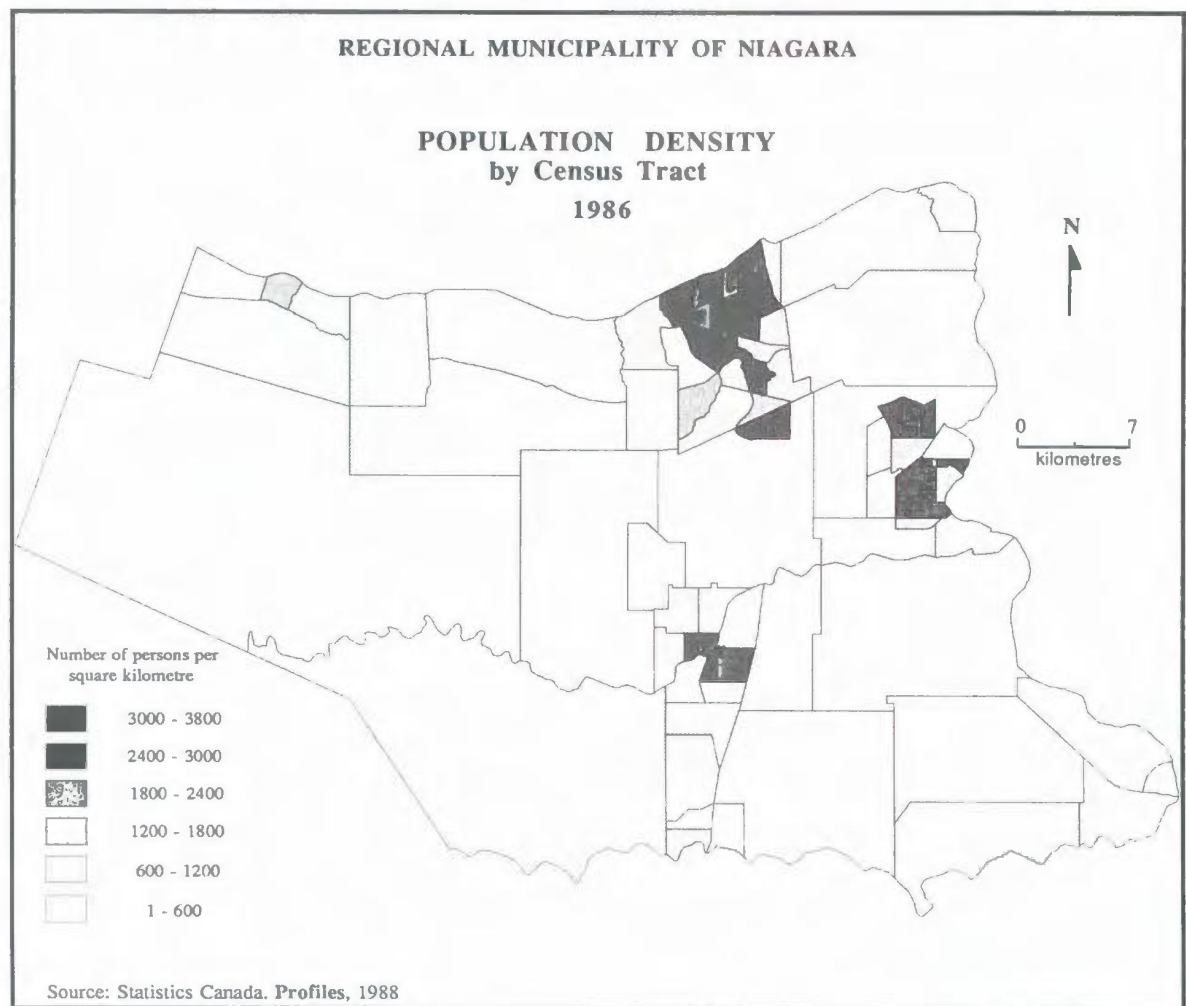 REGIONAL MUNICIPALITY OF NIAGARA
POPULATION DENSITY
by Census Tract
1986
N
0 7
kilometres
Number of persons per
square kilometre
3000 - 3800
2400 - 3000
1800 - 2400
1200 - 1800
600 - 1200
1 - 600
Source: Statistics Canada. Profiles, 1988